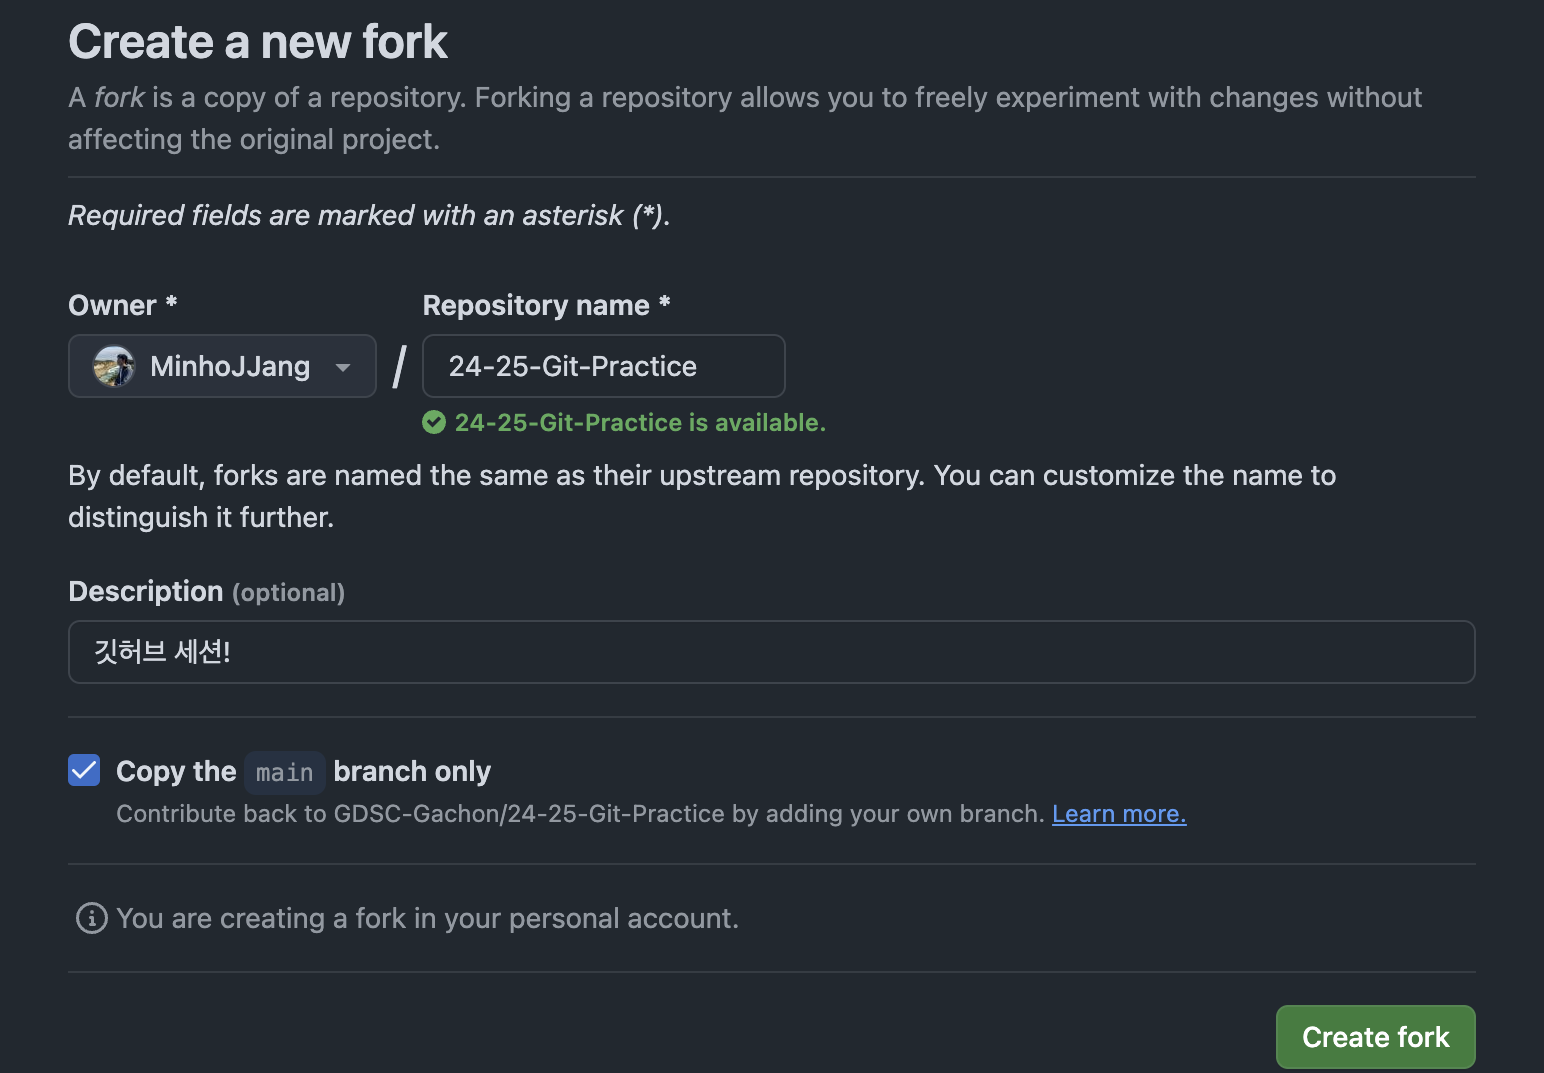 Create a new fork
A fork is a copy of a repository. Forking a repository allows you to freely experiment with changes without
affecting the original project.
Required fields are marked with an asterisk (*).
Owner *
Repository name *
MinhoJJang
/
24-25-Git-Practice
24-25-Git-Practice is available.
By default, forks are named the same as their upstream repository. You can customize the name to
distinguish it further.
Description (optional)
깃허브 세션!
Copy the main branch only
Contribute back to GDSC-Gachon/24-25-Git-Practice by adding your own branch. Learn more.
You are creating a fork in your personal account.
Create fork